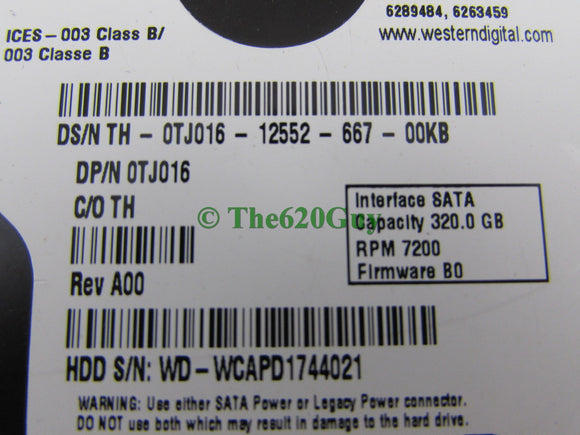 6289484, 6263459
ICES-003 Class B/
003 Classe B
www.westerndigital.com
DS/N TH - 0TJ016 - 12552 - 667 - 00KB
DP/N 0TJ016
C/O TH
© The620Guy
Interface SATA
Capacity 320.0 GB
RPM 7200
Firmware B0
Rev A00
HDD S/N: WD - WCAPD1744021
WARNING: Use either SATA Power or Legacy Power connector.
DO NOT use both which may result in damage to the hard drive.